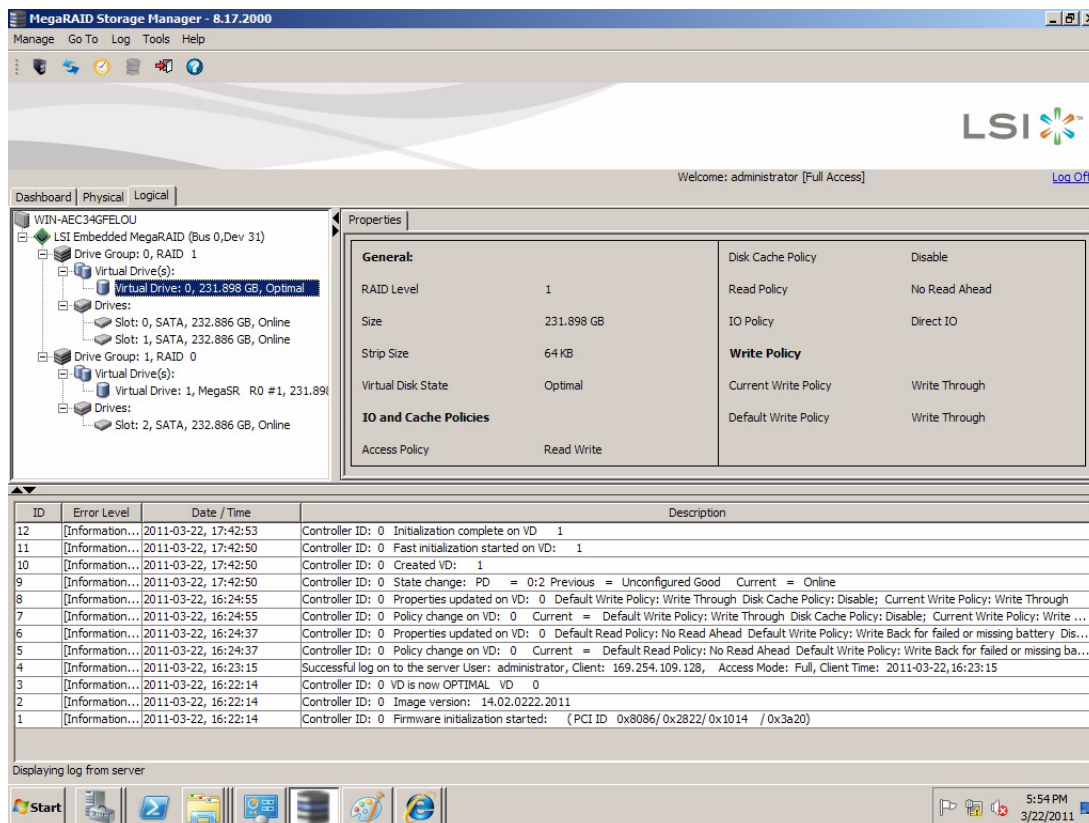 MegaRAID Storage Manager - 8.17.2000
Manage Go To Log Tools Help
LSI
Welcome: administrator [Full Access]
Log Off
Dashboard Physical Logical
WIN-AEC34GFELOU
LSI Embedded MegaRAID (Bus 0,Dev 31)
Drive Group: 0, RAID 1
Virtual Drive(s):
Virtual Drive: 0, 231.898 GB, Optimal
Drives:
Slot: 0, SATA, 232.886 GB, Online
Slot: 1, SATA, 232.886 GB, Online
Drive Group: 1, RAID 0
Virtual Drive(s):
Virtual Drive: 1, MegaSR R0 #1, 231.898
Drives:
Slot: 2, SATA, 232.886 GB, Online
Properties
General:
RAID Level 1
Size 231.898 GB
Strip Size 64 KB
Virtual Disk State Optimal
IO and Cache Policies
Access Policy Read Write
Disk Cache Policy Disable
Read Policy No Read Ahead
IO Policy Direct IO
Write Policy
Current Write Policy Write Through
Default Write Policy Write Through
ID Error Level Date / Time Description
12 [Information... 2011-03-22, 17:42:53 Controller ID: 0 Initialization complete on VD 1
11 [Information... 2011-03-22, 17:42:50 Controller ID: 0 Fast initialization started on VD: 1
10 [Information... 2011-03-22, 17:42:50 Controller ID: 0 Created VD: 1
9 [Information... 2011-03-22, 17:42:50 Controller ID: 0 State change: PD = 0:2 Previous = Unconfigured Good Current = Online
8 [Information... 2011-03-22, 16:24:55 Controller ID: 0 Properties updated on VD: 0 Default Write Policy: Write Through Disk Cache Policy: Disable; Current Write Policy: Write Through
7 [Information... 2011-03-22, 16:24:55 Controller ID: 0 Policy change on VD: 0 Current = Default Write Policy: Write Through Disk Cache Policy: Disable; Current Write Policy: Write ...
6 [Information... 2011-03-22, 16:24:37 Controller ID: 0 Properties updated on VD: 0 Default Read Policy: No Read Ahead Default Write Policy: Write Back for failed or missing battery Dis...
5 [Information... 2011-03-22, 16:24:37 Controller ID: 0 Policy change on VD: 0 Current = Default Read Policy: No Read Ahead Default Write Policy: Write Back for failed or missing ba...
4 [Information... 2011-03-22, 16:23:15 Successful log on to the server User: administrator, Client: 169.254.109.128, Access Mode: Full, Client Time: 2011-03-22,16:23:15
3 [Information... 2011-03-22, 16:22:14 Controller ID: 0 VD is now OPTIMAL VD 0
2 [Information... 2011-03-22, 16:22:14 Controller ID: 0 Image version: 14.02.0222.2011
1 [Information... 2011-03-22, 16:22:14 Controller ID: 0 Firmware initialization started: (PCI ID 0x8086/ 0x2822/ 0x1014 / 0x3a20)
Displaying log from server
Start
5:54 PM
3/22/2011